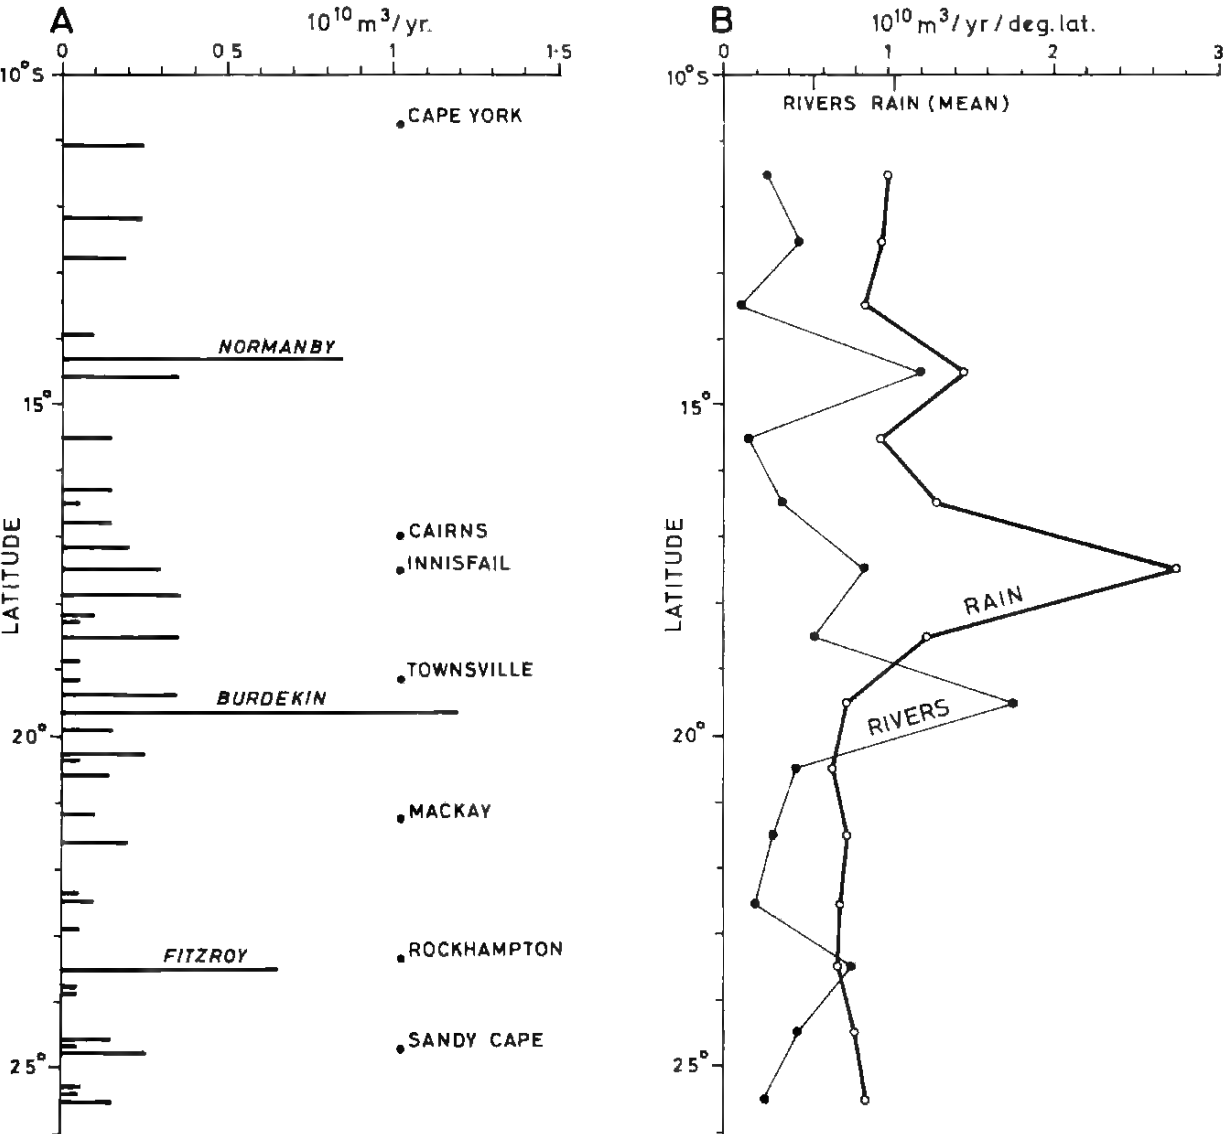 A
10¹⁰ m³/yr.
0 0 5 1 1·5
10°S
CAPE YORK
NORMANBY
15°
CAIRNS
INNISFAIL
LATITUDE
TOWNSVILLE
BURDEKIN
20°
MACKAY
ROCKHAMPTON
FITZROY
SANDY CAPE
25°
B
10¹⁰ m³/yr/deg.lat.
0 1 2 3
10°S
RIVERS RAIN (MEAN)
15°
LATITUDE
RAIN
RIVERS
20°
25°